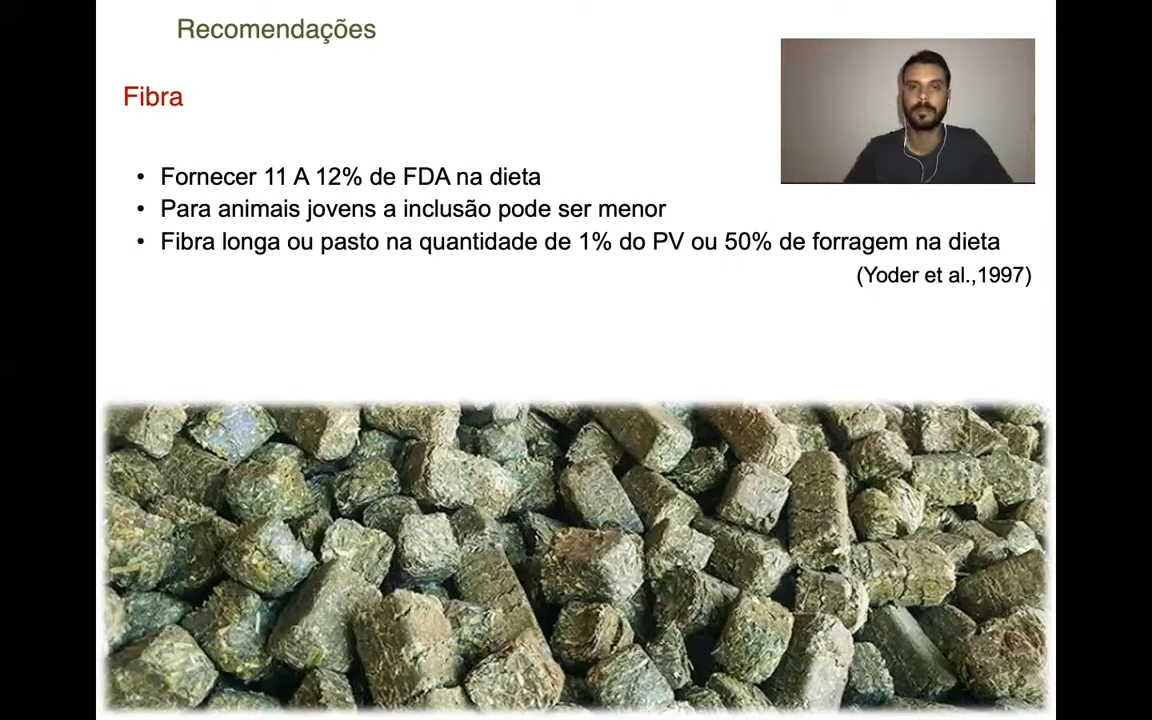 Recomendações
Fibra
• Fornecer 11 A 12% de FDA na dieta
• Para animais jovens a inclusão pode ser menor
• Fibra longa ou pasto na quantidade de 1% do PV ou 50% de forragem na dieta
(Yoder et al.,1997)